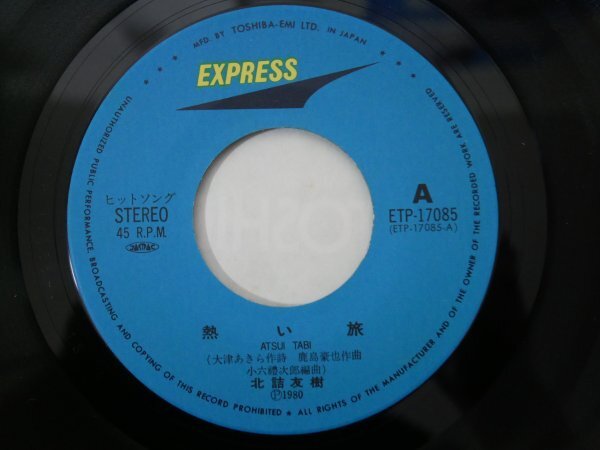 MFD. BY TOSHIBA-EMI LTD. IN JAPAN
EXPRESS
ヒットソング
STEREO
45 R.P.M.
JASRAC
A
ETP-17085
(ETP-17085-A)
熱い旅
ATSUI TABI
(大津あきら作詩 鹿島豪也作曲
小六禮次郎編曲)
北詰友樹
Ⓟ1980
UNAUTHORIZED PUBLIC PERFORMANCE, BROADCASTING AND COPYING OF THIS RECORD PROHIBITED ★ ALL RIGHTS OF THE MANUFACTURER AND OF THE OWNER OF THE RECORDED WORK ARE RESERVED